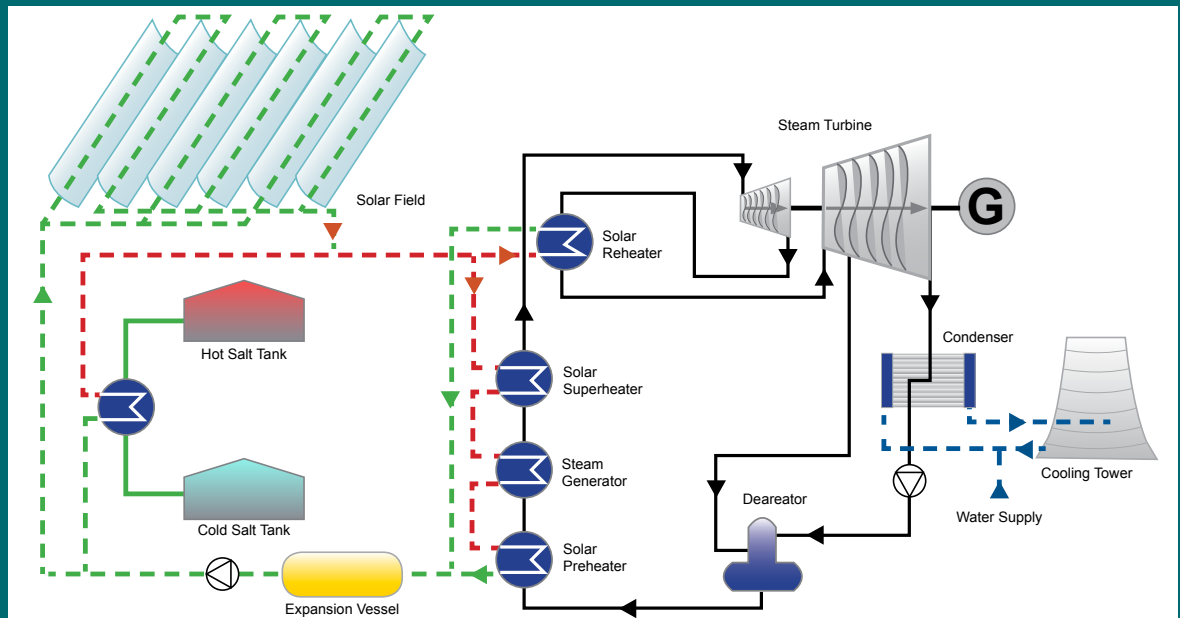 Steam Turbine
Solar Field
G
Solar
Reheater
Hot Salt Tank
Condenser
Solar
Superheater
Steam
Generator
Cooling Tower
Deareator
Cold Salt Tank
Water Supply
Solar
Preheater
Expansion Vessel